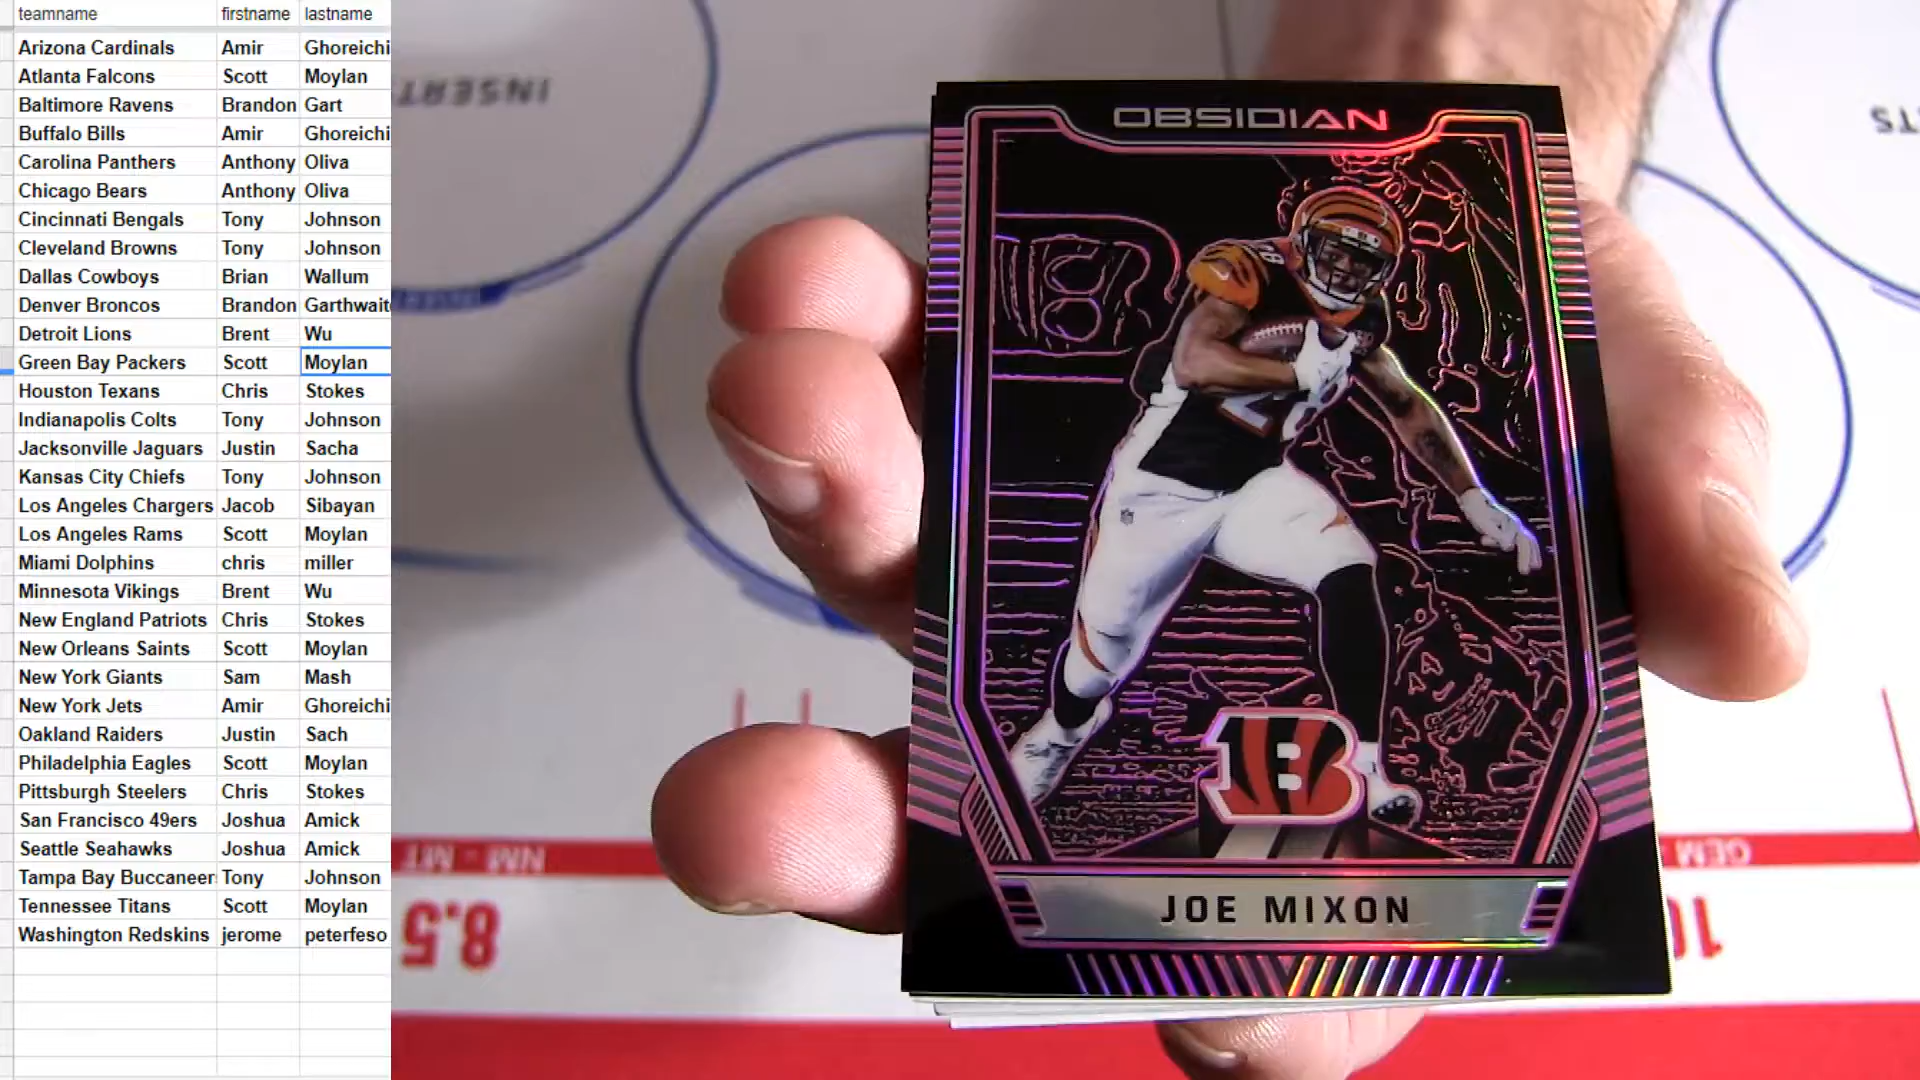 teamname firstname lastname
Arizona Cardinals Amir Ghoreichi
Atlanta Falcons Scott Moylan
Baltimore Ravens Brandon Gart
Buffalo Bills Amir Ghoreichi
Carolina Panthers Anthony Oliva
Chicago Bears Anthony Oliva
Cincinnati Bengals Tony Johnson
Cleveland Browns Tony Johnson
Dallas Cowboys Brian Wallum
Denver Broncos Brandon Garthwait
Detroit Lions Brent Wu
Green Bay Packers Scott Moylan
Houston Texans Chris Stokes
Indianapolis Colts Tony Johnson
Jacksonville Jaguars Justin Sacha
Kansas City Chiefs Tony Johnson
Los Angeles Chargers Jacob Sibayan
Los Angeles Rams Scott Moylan
Miami Dolphins chris miller
Minnesota Vikings Brent Wu
New England Patriots Chris Stokes
New Orleans Saints Scott Moylan
New York Giants Sam Mash
New York Jets Amir Ghoreichi
Oakland Raiders Justin Sach
Philadelphia Eagles Scott Moylan
Pittsburgh Steelers Chris Stokes
San Francisco 49ers Joshua Amick
Seattle Seahawks Joshua Amick
Tampa Bay Buccaneer Tony Johnson
Tennessee Titans Scott Moylan
Washington Redskins jerome peterfeso
INSERTS
OBSIDIAN
28
B
JOE MIXON
NM - MT
8.5
GEM
10